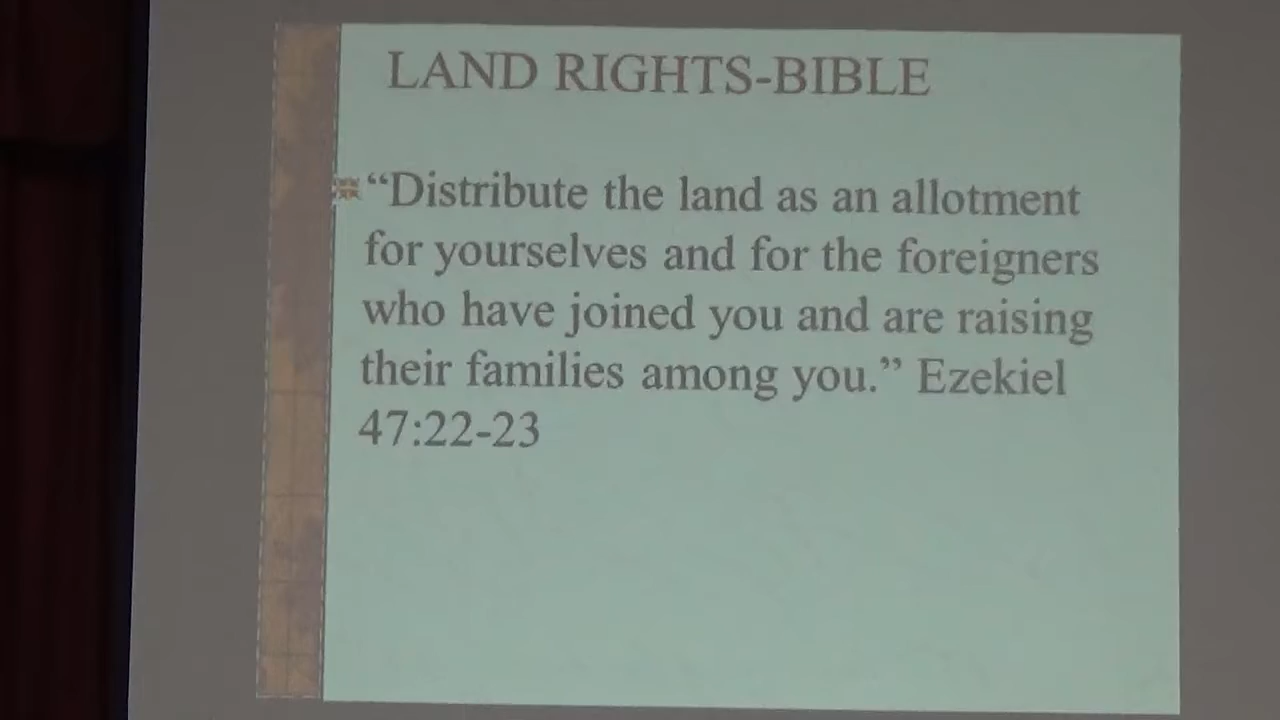 LAND RIGHTS-BIBLE
“Distribute the land as an allotment
for yourselves and for the foreigners
who have joined you and are raising
their families among you.” Ezekiel
47:22-23